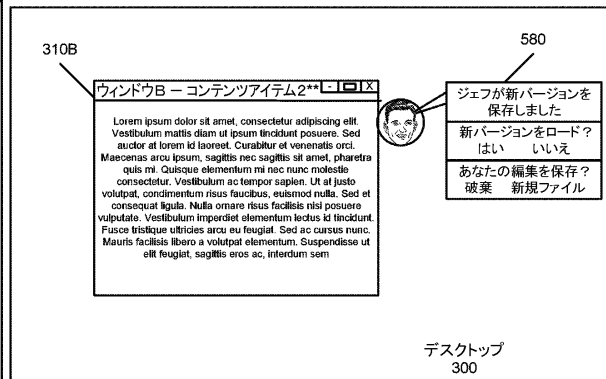 310B
580
ウィンドウB － コンテンツアイテム2** - X
Lorem ipsum dolor sit amet, consectetur adipiscing elit.
Vestibulum mattis diam ut ipsum tincidunt posuere. Sed
auctor at lorem id laoreet. Curabitur et venenatis orci.
Maecenas arcu ipsum, sagittis nec sagittis sit amet, pharetra
quis mi. Quisque elementum mi nec nunc molestie
consectetur. Vestibulum ac tempor sapien. Ut at justo
volutpat, condimentum risus faucibus, euismod nulla. Sed et
consequat ligula. Nulla ornare risus facilisis nisi posuere
vulputate. Vestibulum imperdiet elementum lectus id tincidunt.
Fusce tristique ultricies arcu eu feugiat. Sed ac cursus nunc.
Mauris facilisis libero a volutpat elementum. Suspendisse ut
elit feugiat, sagittis eros ac, interdum sem
ジェフが新バージョンを
保存しました
新バージョンをロード？
はい いいえ
あなたの編集を保存？
破棄 新規ファイル
デスクトップ
300